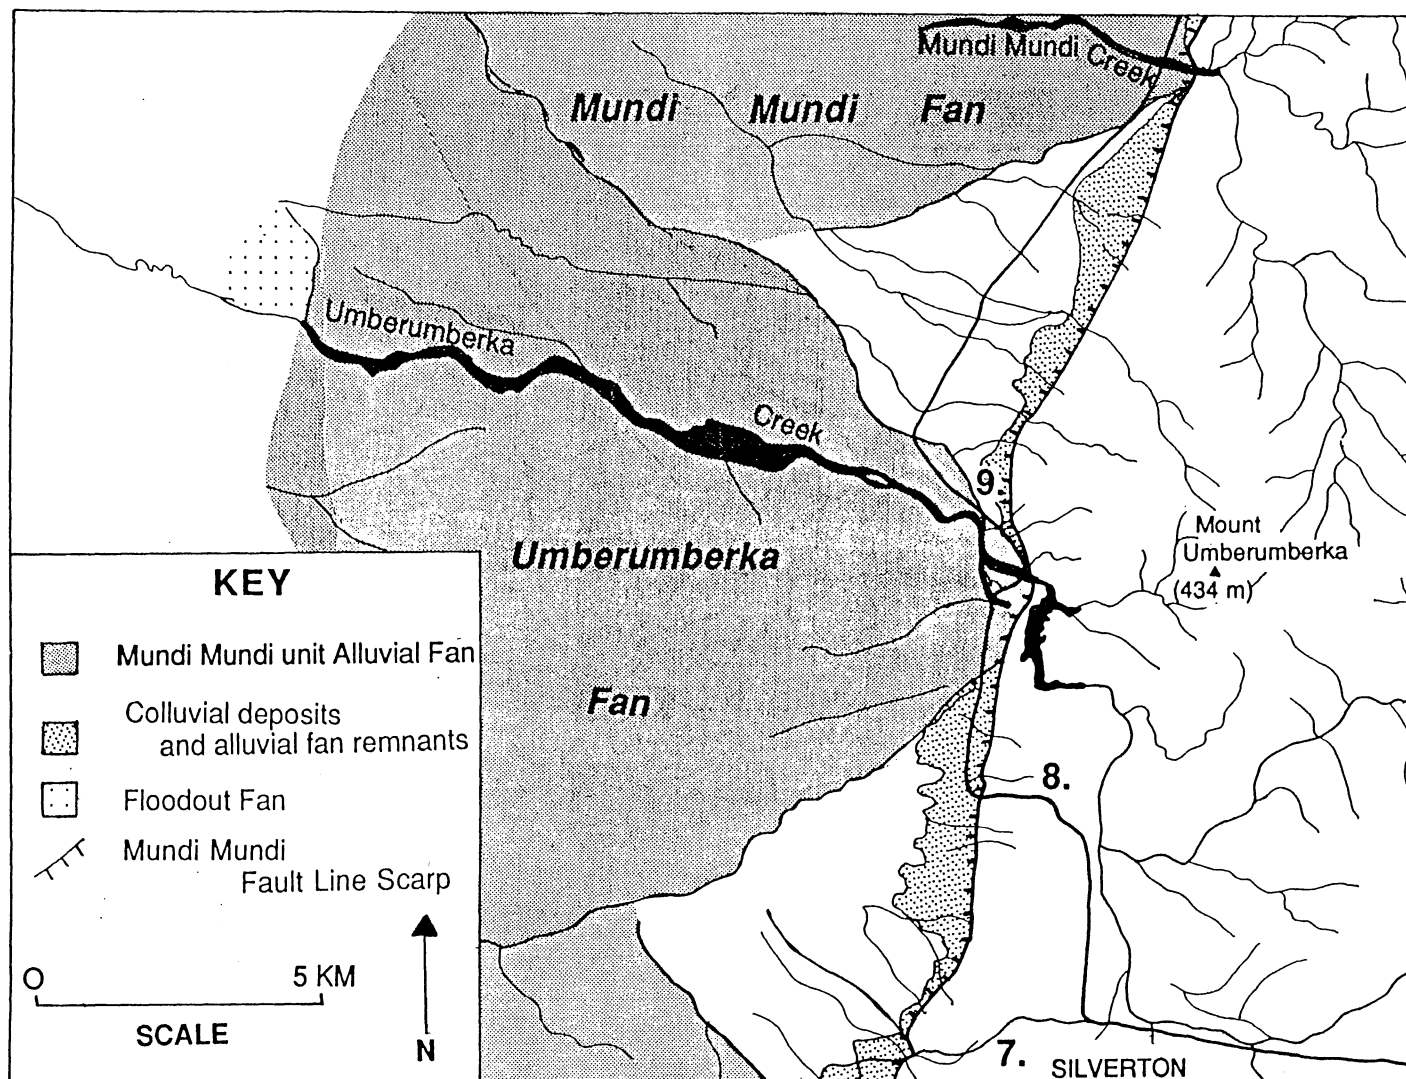 Mundi Mundi Creek
Mundi Mundi Fan
Umberumberka
Creek
9.
Mount
Umberumberka
(434 m)
Umberumberka
Fan
8.
7.
SILVERTON
KEY
Mundi Mundi unit Alluvial Fan
Colluvial deposits
and alluvial fan remnants
Floodout Fan
Mundi Mundi
Fault Line Scarp
O 5 KM
SCALE
N